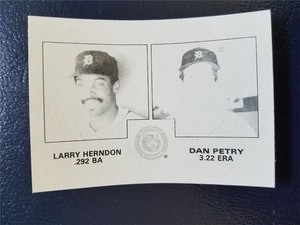 B
B
LARRY HERNDON
.292 BA
DAN PETRY
3.22 ERA
®